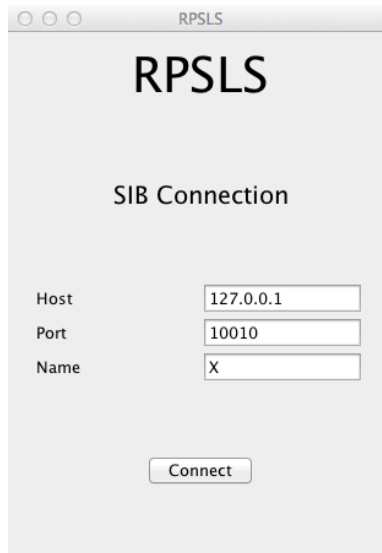 RPSLS
RPSLS
SIB Connection
Host 127.0.0.1
Port 10010
Name X
Connect